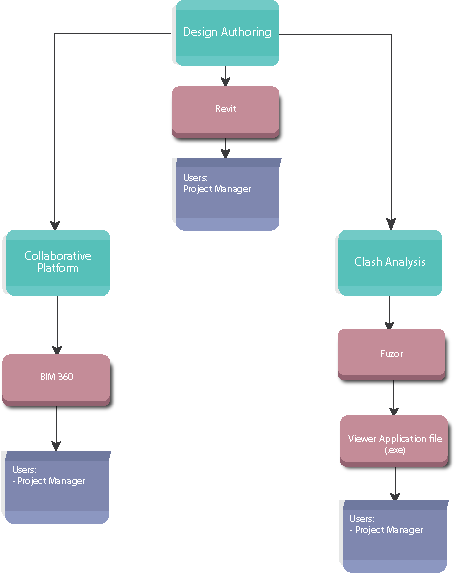 Design Authoring
Revit
Users:
Project Manager
Collaborative
Platform
Clash Analysis
BIM 360
Fuzor
Viewer Application file
(.exe)
Users:
- Project Manager
Users:
- Project Manager